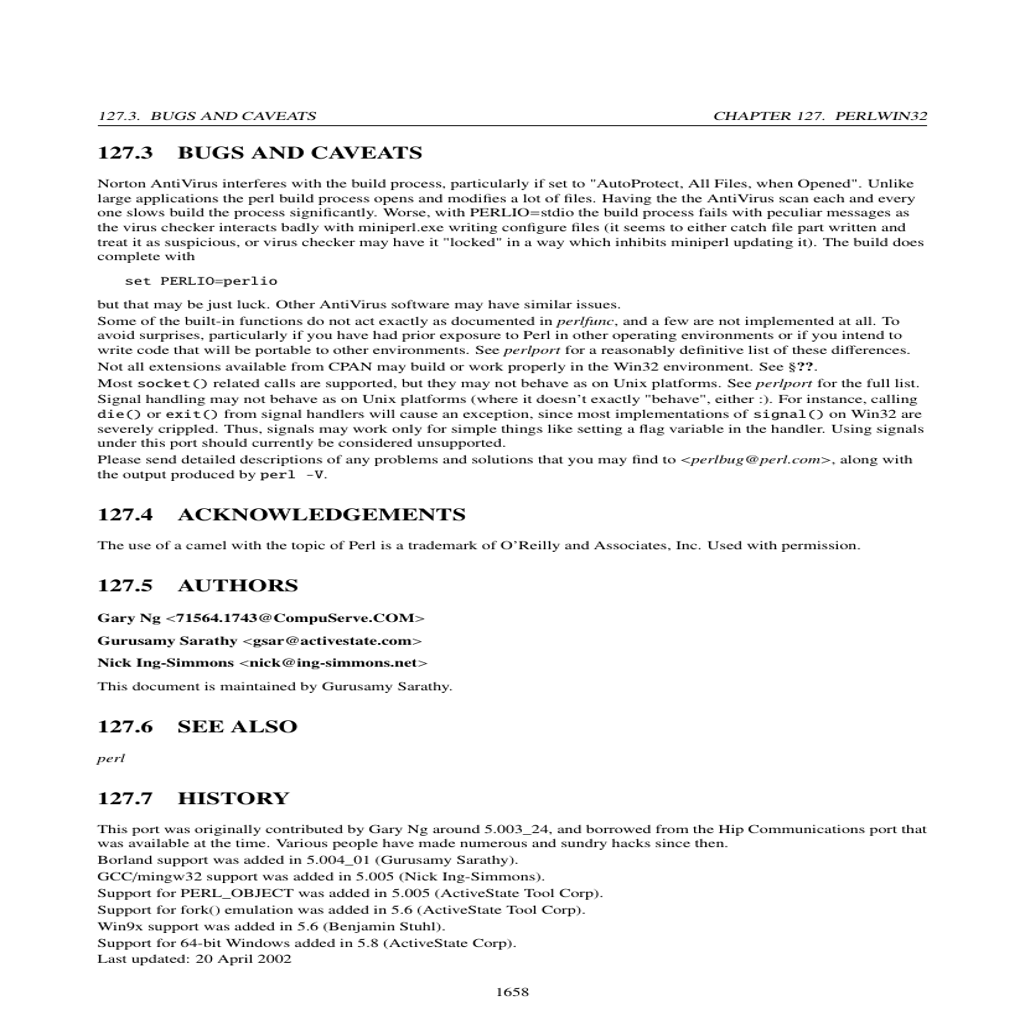 127.3. BUGS AND CAVEATS CHAPTER 127. PERLWIN32
127.3 BUGS AND CAVEATS
Norton AntiVirus interferes with the build process, particularly if set to "AutoProtect, All Files, when Opened". Unlike
large applications the perl build process opens and modifies a lot of files. Having the the AntiVirus scan each and every
one slows build the process significantly. Worse, with PERLIO=stdio the build process fails with peculiar messages as
the virus checker interacts badly with miniperl.exe writing configure files (it seems to either catch file part written and
treat it as suspicious, or virus checker may have it "locked" in a way which inhibits miniperl updating it). The build does
complete with
set PERLIO=perlio
but that may be just luck. Other AntiVirus software may have similar issues.
Some of the built-in functions do not act exactly as documented in perlfunc, and a few are not implemented at all. To
avoid surprises, particularly if you have had prior exposure to Perl in other operating environments or if you intend to
write code that will be portable to other environments. See perlport for a reasonably definitive list of these differences.
Not all extensions available from CPAN may build or work properly in the Win32 environment. See §??.
Most socket() related calls are supported, but they may not behave as on Unix platforms. See perlport for the full list.
Signal handling may not behave as on Unix platforms (where it doesn't exactly "behave", either :). For instance, calling
die() or exit() from signal handlers will cause an exception, since most implementations of signal() on Win32 are
severely crippled. Thus, signals may work only for simple things like setting a flag variable in the handler. Using signals
under this port should currently be considered unsupported.
Please send detailed descriptions of any problems and solutions that you may find to <perlbug@perl.com>, along with
the output produced by perl -V.
127.4 ACKNOWLEDGEMENTS
The use of a camel with the topic of Perl is a trademark of O'Reilly and Associates, Inc. Used with permission.
127.5 AUTHORS
Gary Ng <71564.1743@CompuServe.COM>
Gurusamy Sarathy <gsar@activestate.com>
Nick Ing-Simmons <nick@ing-simmons.net>
This document is maintained by Gurusamy Sarathy.
127.6 SEE ALSO
perl
127.7 HISTORY
This port was originally contributed by Gary Ng around 5.003_24, and borrowed from the Hip Communications port that
was available at the time. Various people have made numerous and sundry hacks since then.
Borland support was added in 5.004_01 (Gurusamy Sarathy).
GCC/mingw32 support was added in 5.005 (Nick Ing-Simmons).
Support for PERL_OBJECT was added in 5.005 (ActiveState Tool Corp).
Support for fork() emulation was added in 5.6 (ActiveState Tool Corp).
Win9x support was added in 5.6 (Benjamin Stuhl).
Support for 64-bit Windows added in 5.8 (ActiveState Corp).
Last updated: 20 April 2002
1658